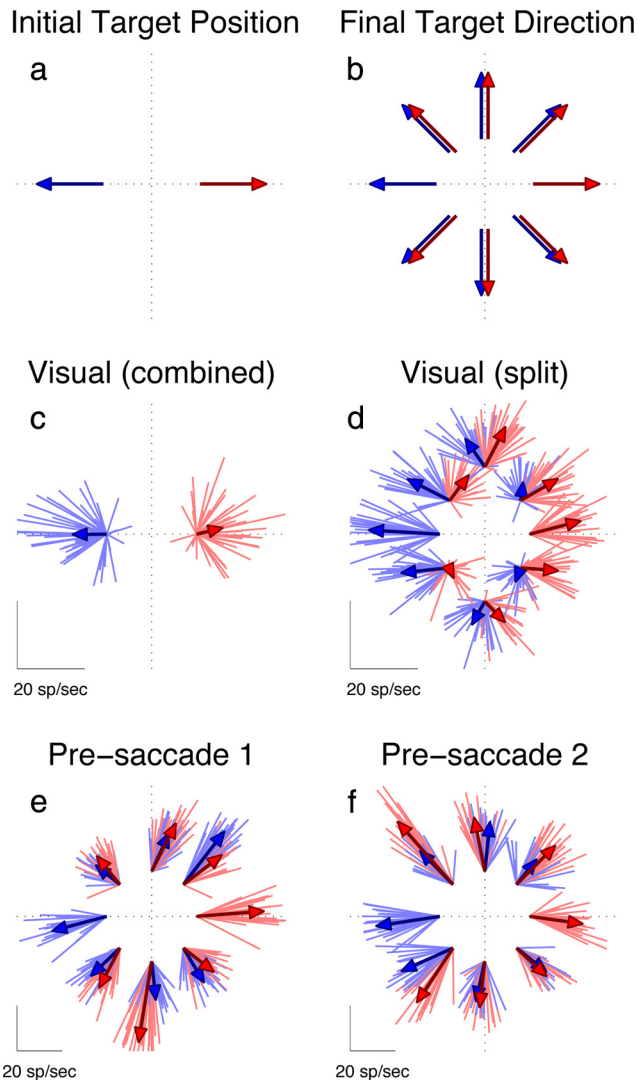 Initial Target Position
Final Target Direction
a
b
Visual (combined)
Visual (split)
c
d
20 sp/sec
20 sp/sec
Pre−saccade 1
Pre−saccade 2
e
f
20 sp/sec
20 sp/sec